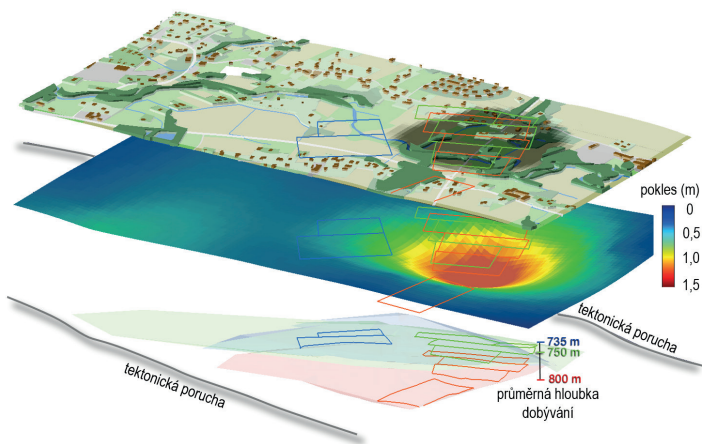 pokles (m)
0
0,5
1,0
1,5
tektonická porucha
735 m
750 m
800 m
průměrná hloubka
dobývání
tektonická porucha